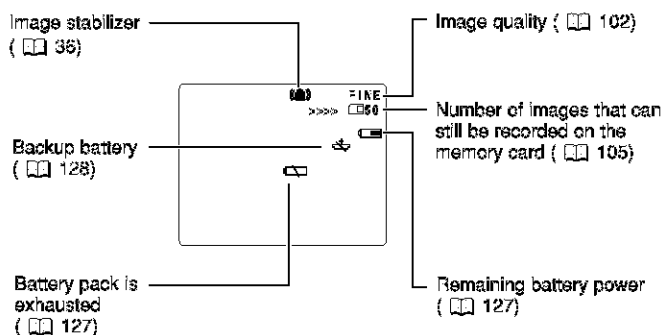 Image stabilizer
( 36)
Image quality ( 102)
FINE
>>>> 50
Number of images that can
still be recorded on the
memory card ( 105)
Backup battery
( 128)
Battery pack is
exhausted
( 127)
Remaining battery power
( 127)